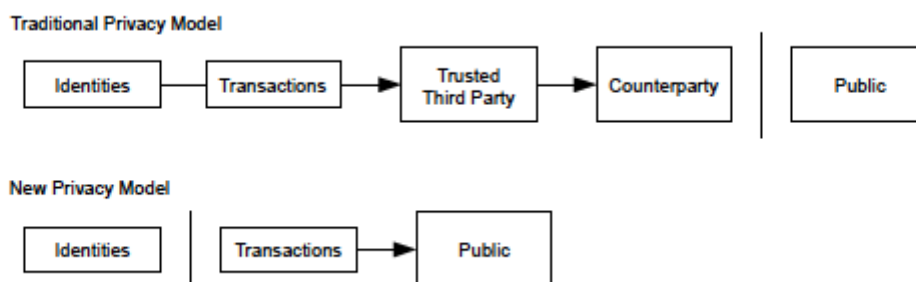 Traditional Privacy Model
Identities
Transactions
Trusted
Third Party
Counterparty
Public
New Privacy Model
Identities
Transactions
Public